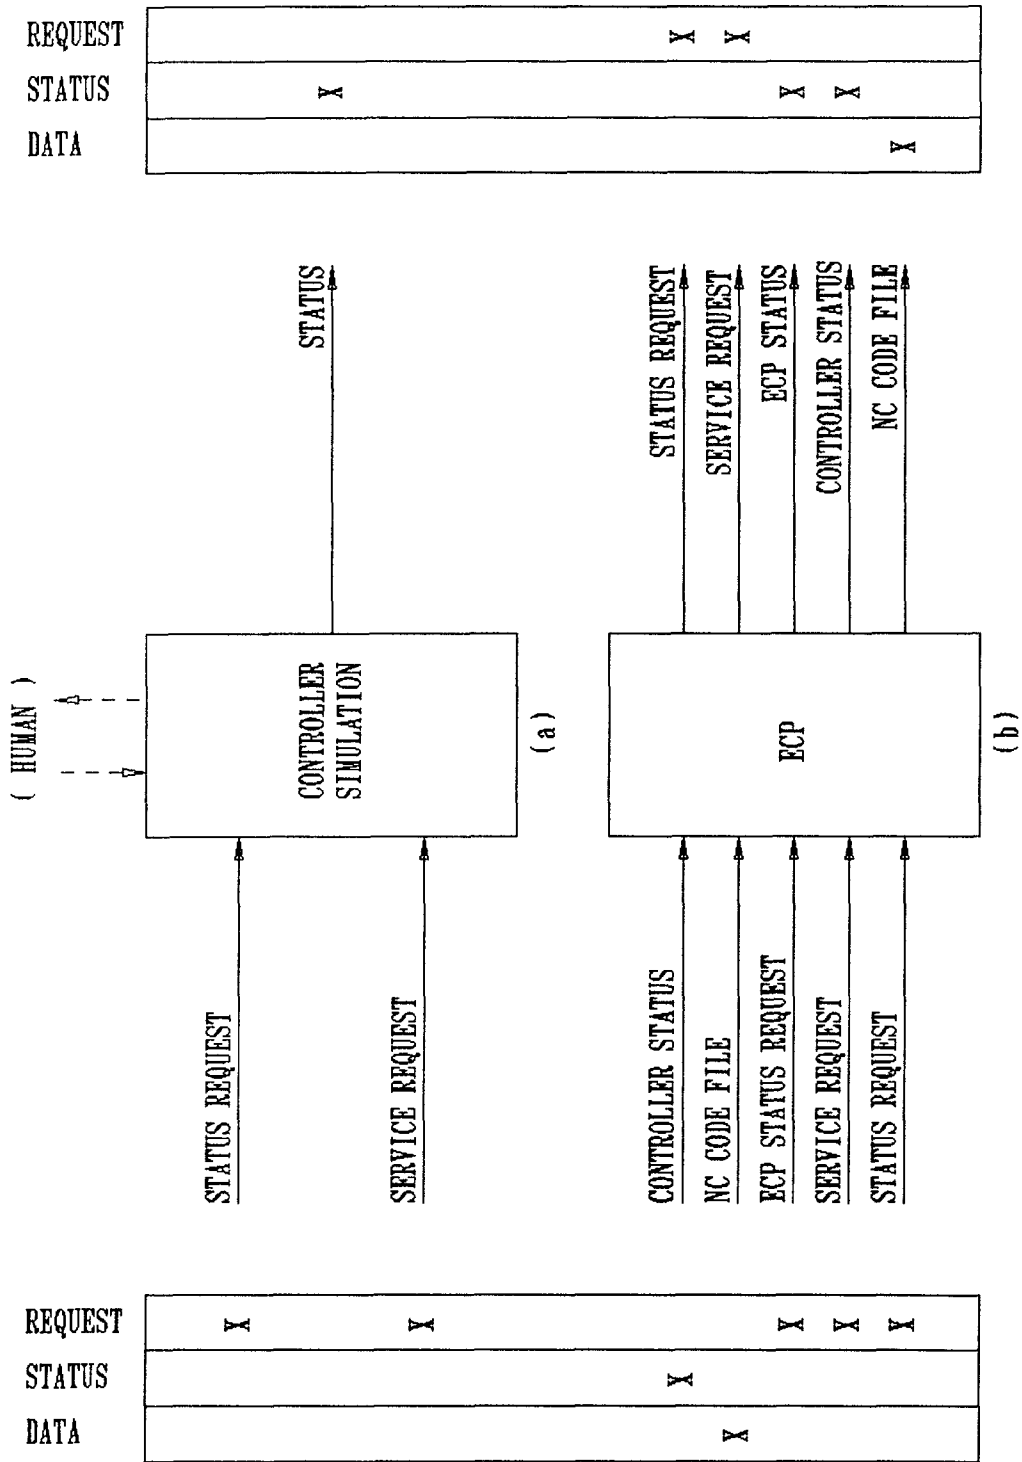 REQUEST
X X
STATUS
X X X
DATA
X
STATUS
STATUS REQUEST
SERVICE REQUEST
ECP STATUS
CONTROLLER STATUS
NC CODE FILE
( HUMAN )
CONTROLLER
SIMULATION
(a)
ECP
(b)
STATUS REQUEST
SERVICE REQUEST
CONTROLLER STATUS
NC CODE FILE
ECP STATUS REQUEST
SERVICE REQUEST
STATUS REQUEST
REQUEST
X X X X X
STATUS
X
DATA
X